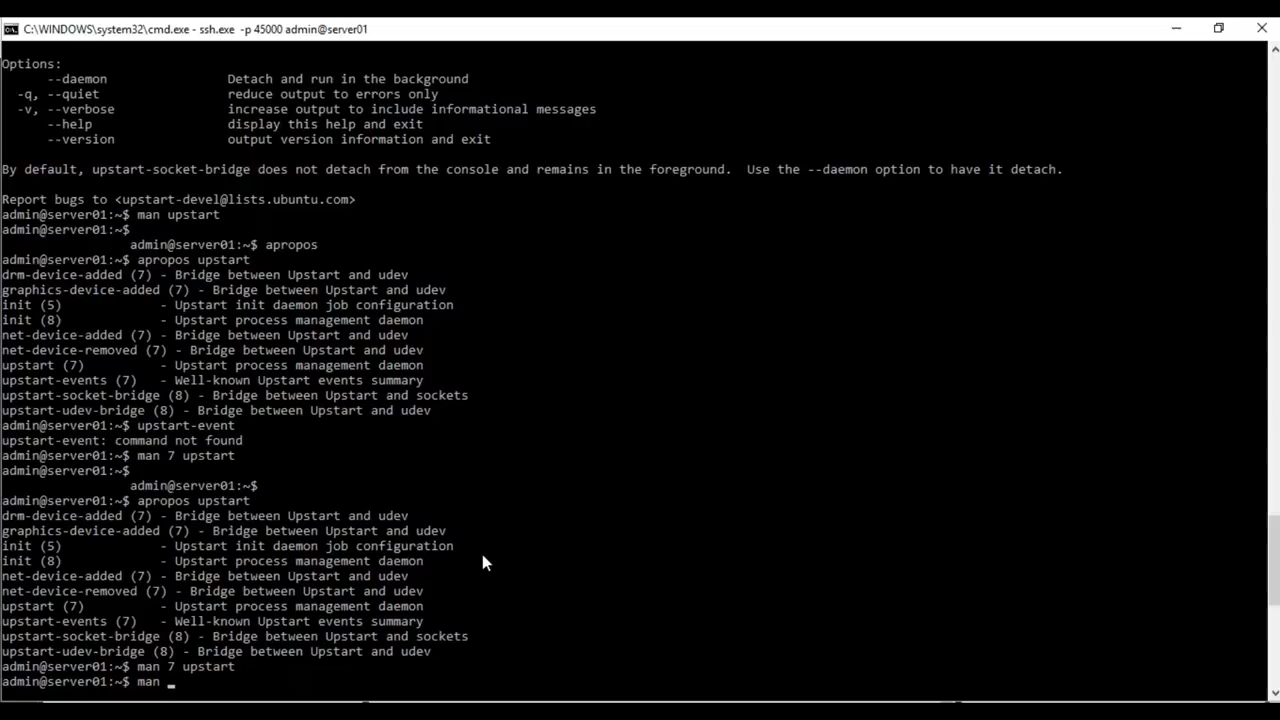 C:\WINDOWS\system32\cmd.exe - ssh.exe -p 45000 admin@server01
Options:
--daemon Detach and run in the background
-q, --quiet reduce output to errors only
-v, --verbose increase output to include informational messages
--help display this help and exit
--version output version information and exit
By default, upstart-socket-bridge does not detach from the console and remains in the foreground. Use the --daemon option to have it detach.
Report bugs to <upstart-devel@lists.ubuntu.com>
admin@server01:~$ man upstart
admin@server01:~$
admin@server01:~$ apropos
admin@server01:~$ apropos upstart
drm-device-added (7) - Bridge between Upstart and udev
graphics-device-added (7) - Bridge between Upstart and udev
init (5) - Upstart init daemon job configuration
init (8) - Upstart process management daemon
net-device-added (7) - Bridge between Upstart and udev
net-device-removed (7) - Bridge between Upstart and udev
upstart (7) - Upstart process management daemon
upstart-events (7) - Well-known Upstart events summary
upstart-socket-bridge (8) - Bridge between Upstart and sockets
upstart-udev-bridge (8) - Bridge between Upstart and udev
admin@server01:~$ upstart-event
upstart-event: command not found
admin@server01:~$ man 7 upstart
admin@server01:~$
admin@server01:~$
admin@server01:~$ apropos upstart
drm-device-added (7) - Bridge between Upstart and udev
graphics-device-added (7) - Bridge between Upstart and udev
init (5) - Upstart init daemon job configuration
init (8) - Upstart process management daemon
net-device-added (7) - Bridge between Upstart and udev
net-device-removed (7) - Bridge between Upstart and udev
upstart (7) - Upstart process management daemon
upstart-events (7) - Well-known Upstart events summary
upstart-socket-bridge (8) - Bridge between Upstart and sockets
upstart-udev-bridge (8) - Bridge between Upstart and udev
admin@server01:~$ man 7 upstart
admin@server01:~$ man _